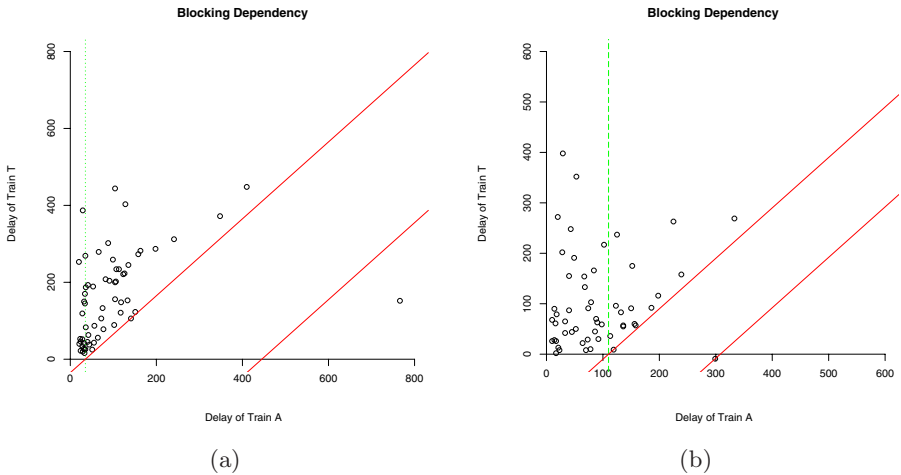 Blocking Dependency
Delay of Train T
800
600
400
200
0
0 200 400 600 800
Delay of Train A
(a)
Blocking Dependency
Delay of Train T
600
500
400
300
200
100
0
0 100 200 300 400 500 600
Delay of Train A
(b)